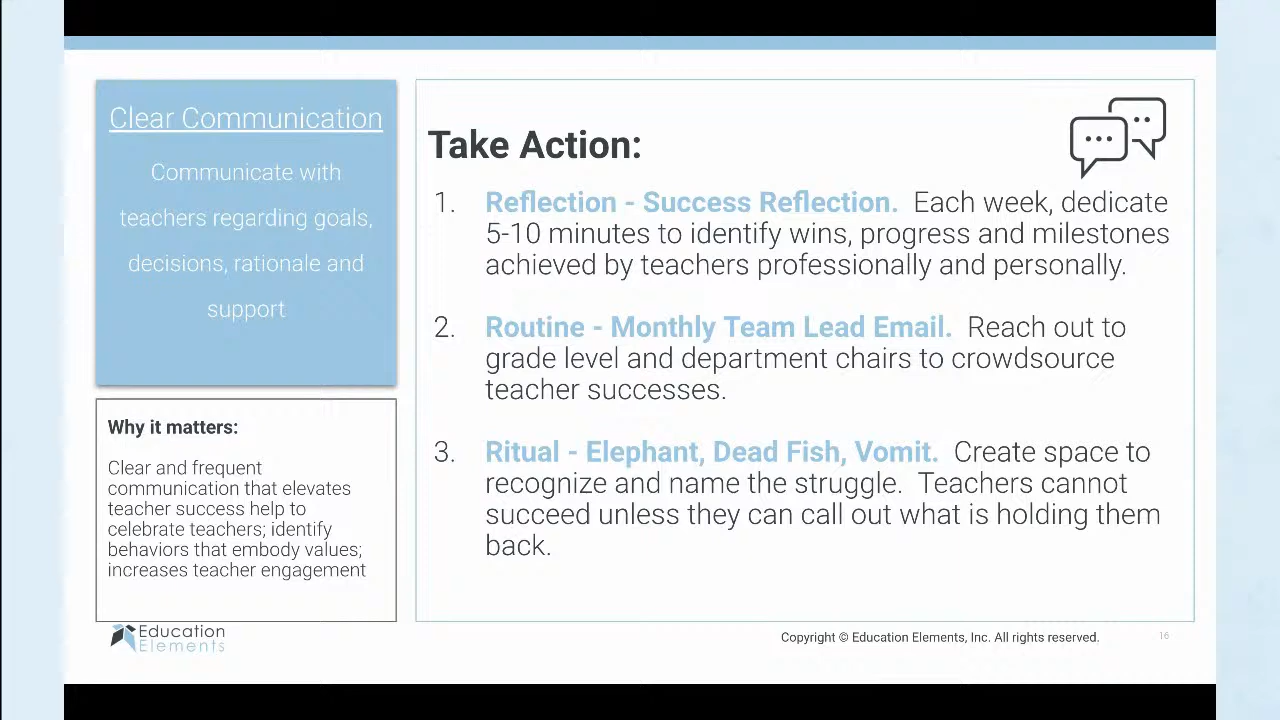 Clear Communication
Communicate with
teachers regarding goals,
decisions, rationale and
support
Why it matters:
Clear and frequent
communication that elevates
teacher success help to
celebrate teachers; identify
behaviors that embody values;
increases teacher engagement
Take Action:
1. Reflection - Success Reflection. Each week, dedicate
5-10 minutes to identify wins, progress and milestones
achieved by teachers professionally and personally.
2. Routine - Monthly Team Lead Email. Reach out to
grade level and department chairs to crowdsource
teacher successes.
3. Ritual - Elephant, Dead Fish, Vomit. Create space to
recognize and name the struggle. Teachers cannot
succeed unless they can call out what is holding them
back.
Education
Elements
Copyright © Education Elements, Inc. All rights reserved.
16